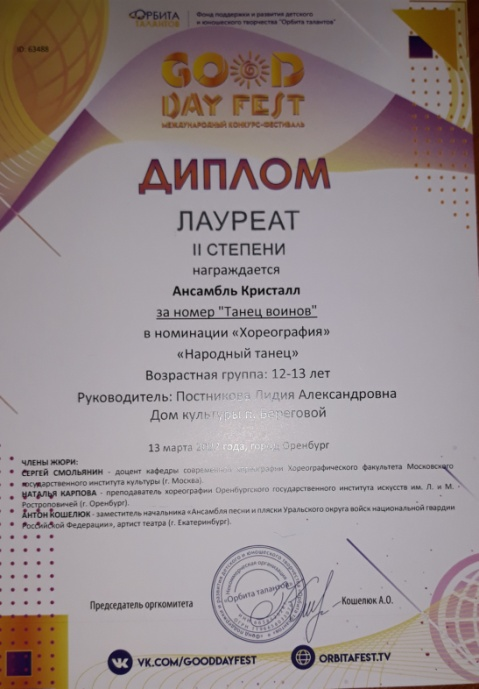 ОРБИТА
ТАЛАНТОВ
Фонд поддержки и развития детского
и юношеского творчества "Орбита талантов"
ID 63488
GOOD
DAY FEST
МЕЖДУНАРОДНЫЙ КОНКУРС-ФЕСТИВАЛЬ
ДИПЛОМ
ЛАУРЕАТ
II СТЕПЕНИ
награждается
Ансамбль Кристалл
за номер "Танец воинов"
в номинации «Хореография»
«Народный танец»
Возрастная группа: 12-13 лет
Руководитель: Постникова Лидия Александровна
Дом культуры п. Береговой
13 марта года, город Оренбург
ЧЛЕНЫ ЖЮРИ:
СЕРГЕЙ СМОЛЬЯНИН - доцент кафедры современной хореографии Хореографического факультета Московского
государственного института культуры (г. Москва).
НАТАЛЬЯ КАРПОВА - преподаватель хореографии Оренбургского государственного института искусств им. Л. и М.
Ростроповичей (г. Оренбург).
АНТОН КОШЕЛЮК - заместитель начальника «Ансамбля песни и пляски Уральского округа войск национальной гвардии
Российской Федерации», артист театра (г. Екатеринбург).
«Орбита талантов»
Председатель оргкомитета
Кошелюк А.О.
VK.COM/GOODDAYFEST
ORBITAFEST.TV